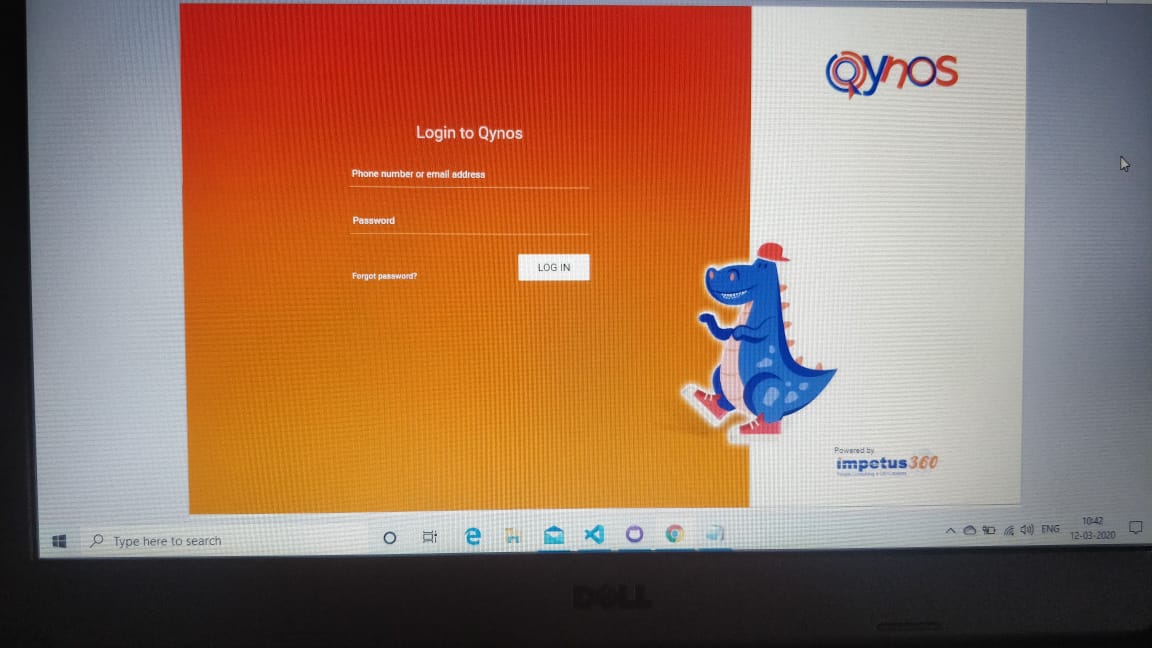 Qynos
Login to Qynos
Phone number or email address
Password
Forgot password?
LOG IN
Powered by
impetus360
Type here to search
ENG
10:42
12-03-2020
DELL